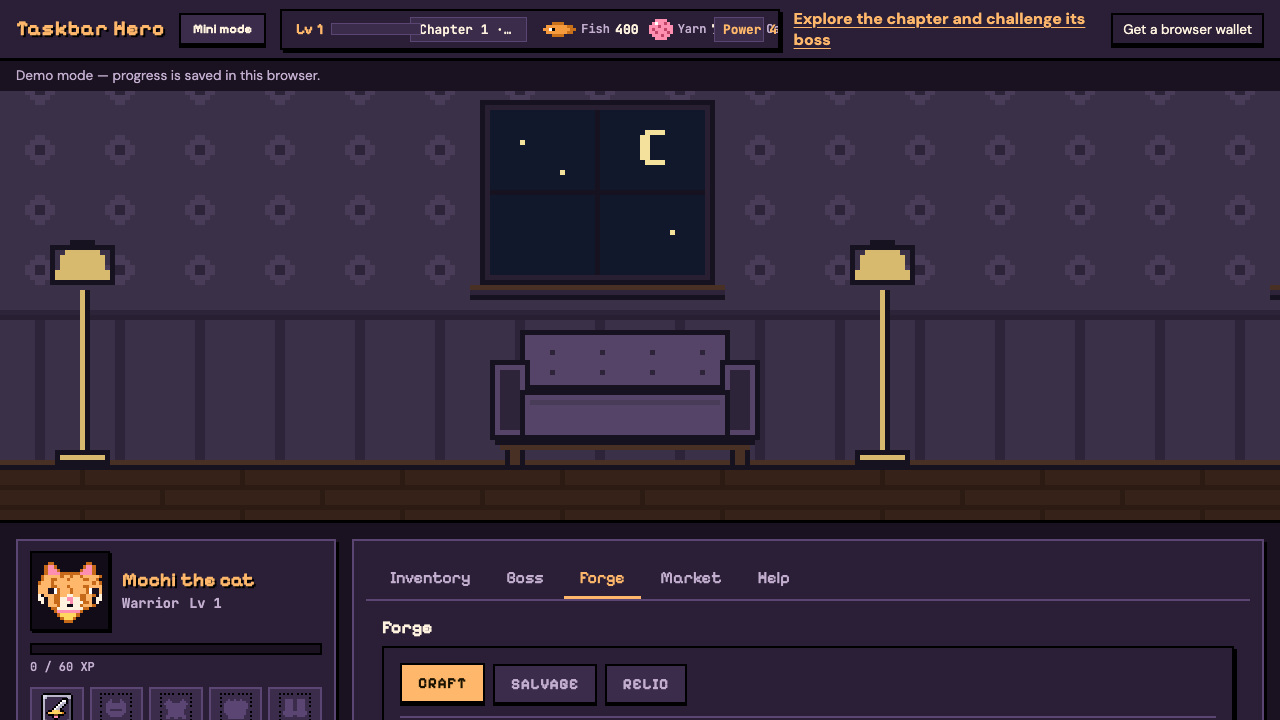 Taskbar Hero
Mini mode
Lv 1
Chapter 1 ·…
Fish 400
Yarn
Power
Explore the chapter and challenge its
boss
Get a browser wallet
Demo mode — progress is saved in this browser.
Mochi the cat
Warrior Lv 1
0 / 60 XP
Inventory
Boss
Forge
Market
Help
Forge
CRAFT
SALVAGE
RELIC